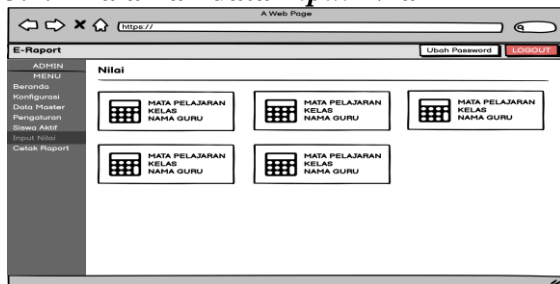 A Web Page
https://
E-Raport
Ubah Password
LOGOUT
ADMIN
MENU
Beranda
Konfigurasi
Data Master
Pengaturan
Siswa Aktif
Input Nilai
Cetak Raport
Nilai
MATA PELAJARAN
KELAS
NAMA GURU
MATA PELAJARAN
KELAS
NAMA GURU
MATA PELAJARAN
KELAS
NAMA GURU
MATA PELAJARAN
KELAS
NAMA GURU
MATA PELAJARAN
KELAS
NAMA GURU